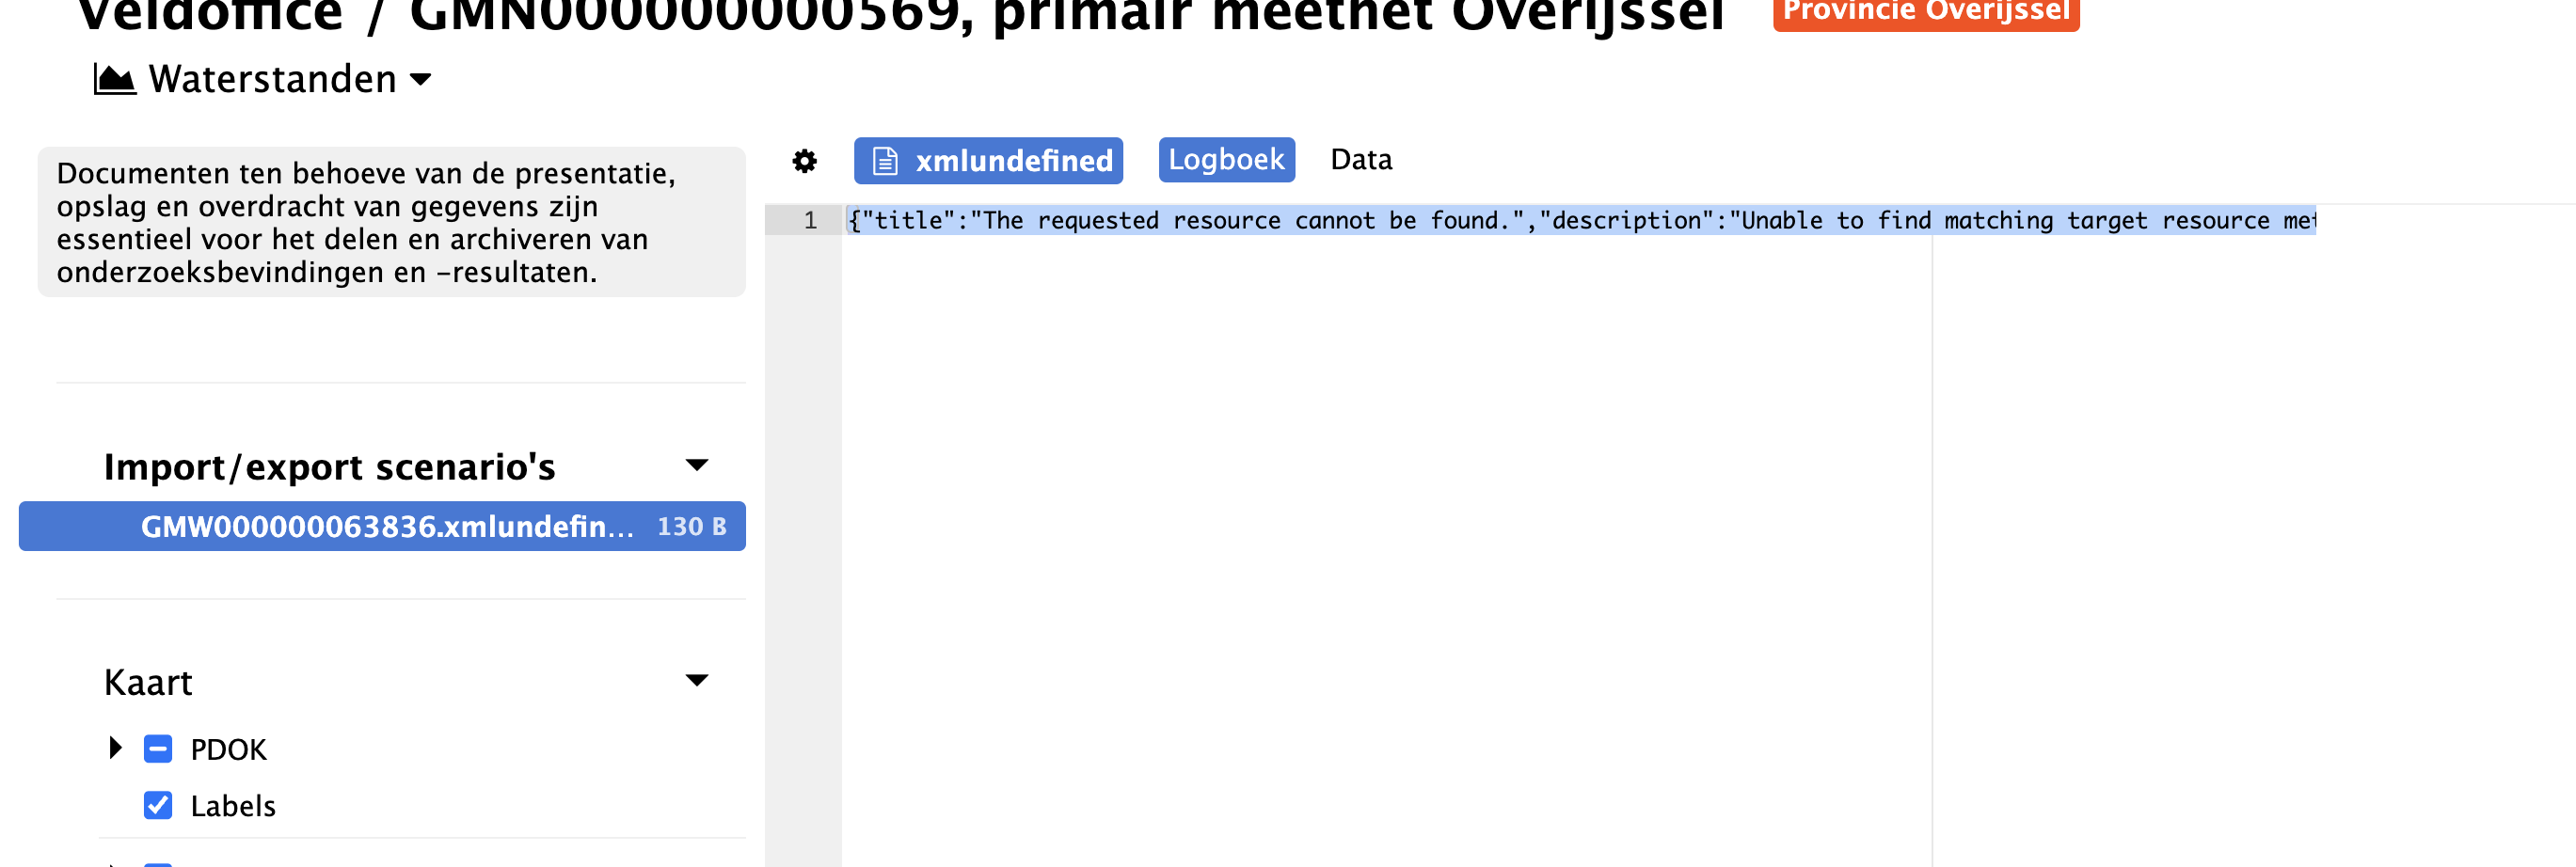 Veldoffice / GMN000000000569, primair meetnet Overijssel
Provincie Overijssel
Waterstanden
Documenten ten behoeve van de presentatie,
opslag en overdracht van gegevens zijn
essentieel voor het delen en archiveren van
onderzoeksbevindingen en –resultaten.
xmlundefined
Logboek
Data
1
{"title":"The requested resource cannot be found.","description":"Unable to find matching target resource met
Import/export scenario's
GMW000000063836.xmlundefin... 130 B
Kaart
PDOK
Labels